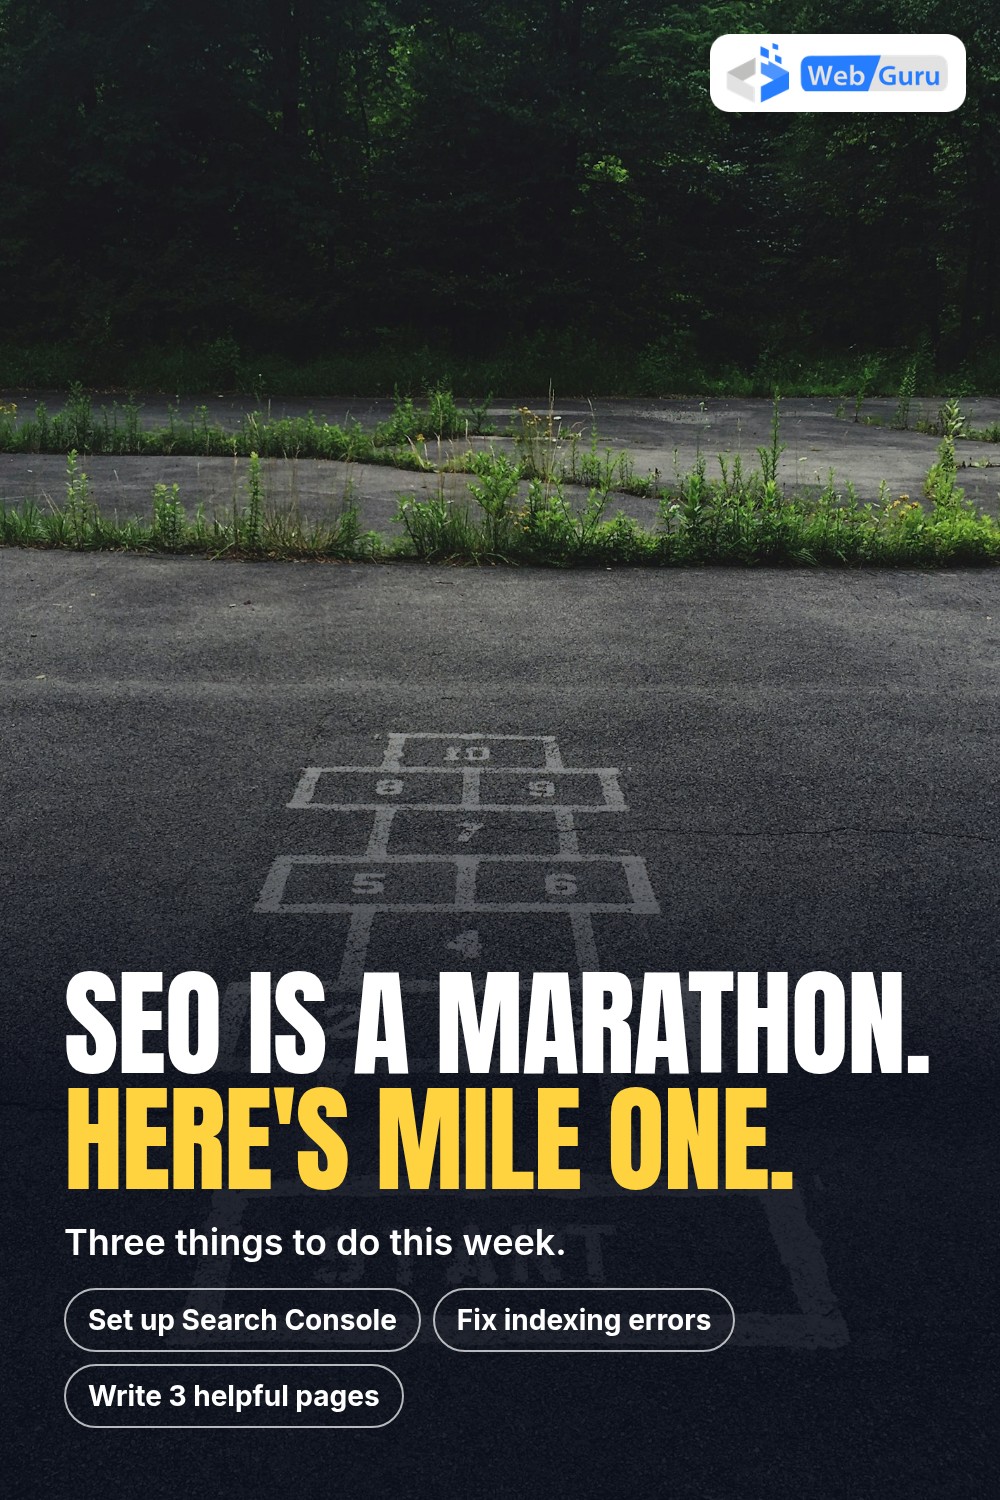 Web Guru
10
8 9
7
5 6
4
SEO IS A MARATHON.
HERE'S MILE ONE.
START
Three things to do this week.
Set up Search Console
Fix indexing errors
Write 3 helpful pages